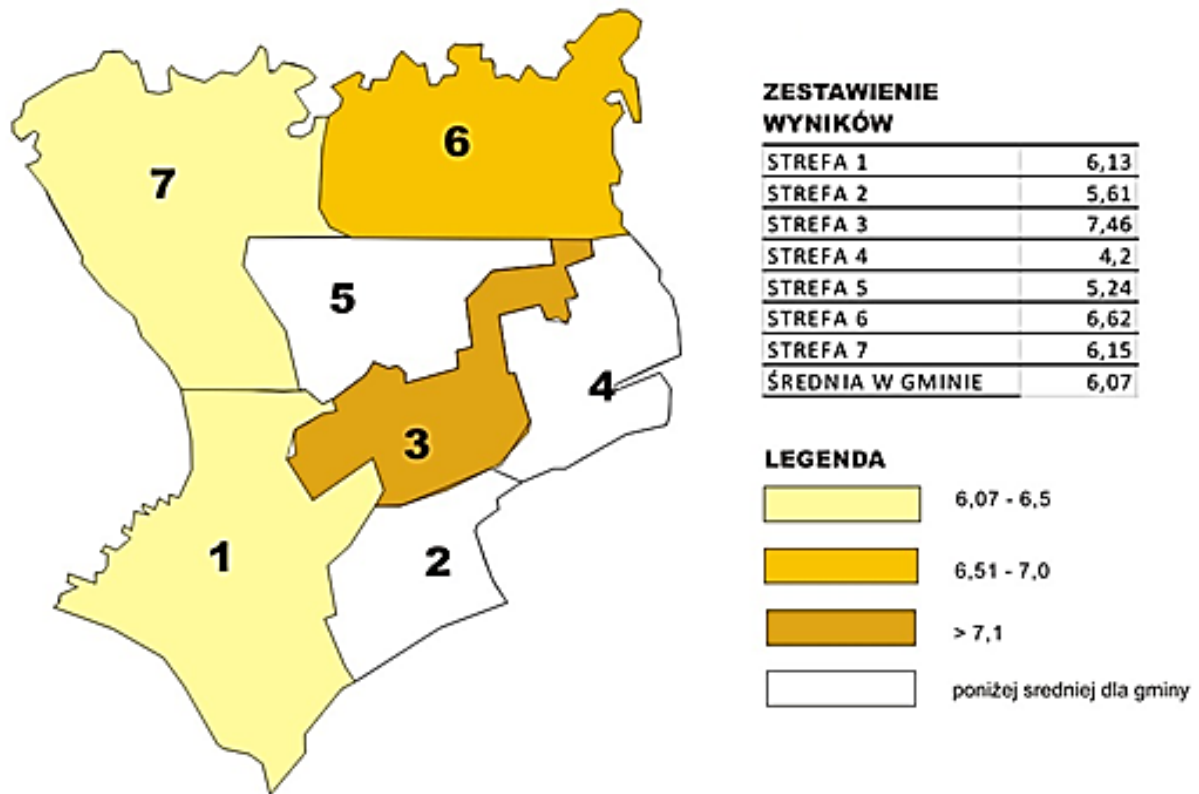 7
6
5
4
3
2
1
ZESTAWIENIE
WYNIKÓW
STREFA 1 6,13
STREFA 2 5,61
STREFA 3 7,46
STREFA 4 4,2
STREFA 5 5,24
STREFA 6 6,62
STREFA 7 6,15
ŚREDNIA W GMINIE 6,07
LEGENDA
6,07 - 6,5
6,51 - 7,0
> 7,1
poniżej sredniej dla gminy